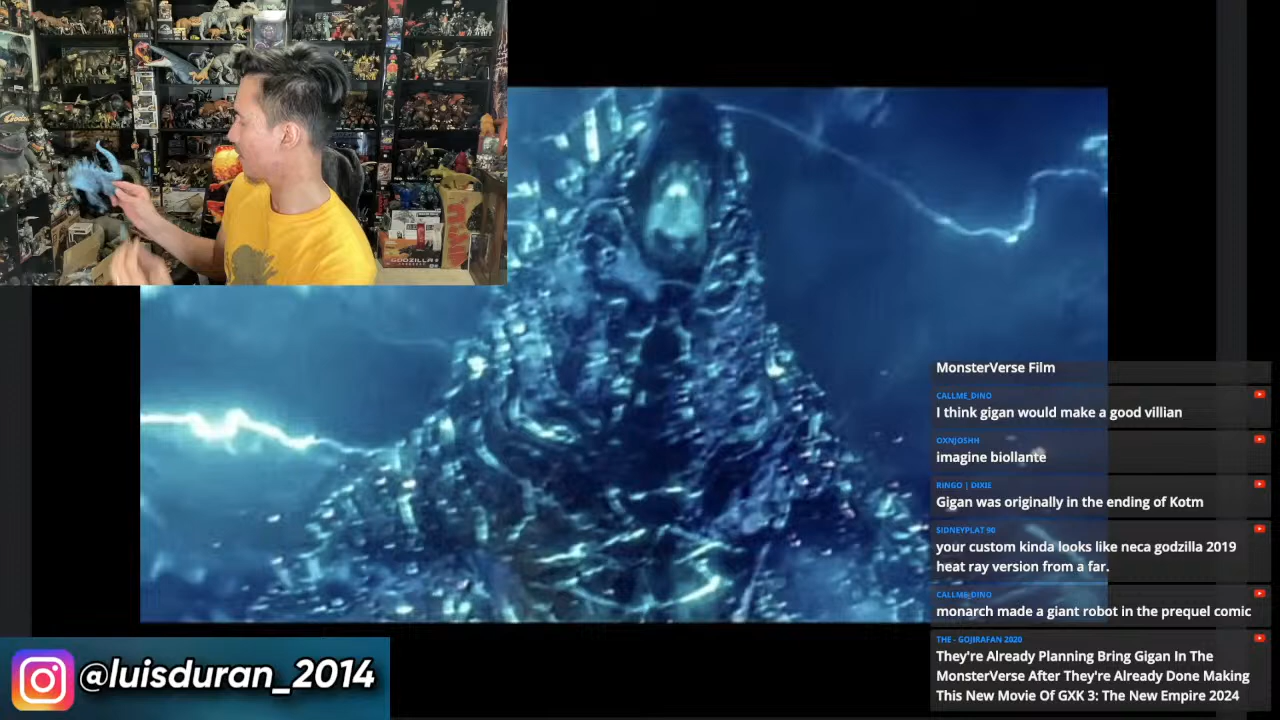 GODZILLA
MonsterVerse Film
CALLME_DINO
I think gigan would make a good villian
OXNJOSHH
imagine biollante
RINGO | DIXIE
Gigan was originally in the ending of Kotm
SIDNEYPLAT 90
your custom kinda looks like neca godzilla 2019
heat ray version from a far.
CALLME_DINO
monarch made a giant robot in the prequel comic
THE - GOJIRAFAN 2020
They're Already Planning Bring Gigan In The
MonsterVerse After They're Already Done Making
This New Movie Of GXK 3: The New Empire 2024
@luisduran_2014